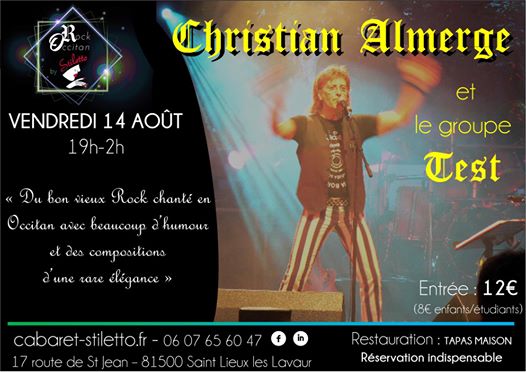 Rock
Occitan
by Stiletto
VENDREDI 14 AOÛT
19h-2h
« Du bon vieux Rock chanté en
Occitan avec beaucoup d'humour
et des compositions
d'une rare élégance »
Christian Almerge
et
le groupe
Test
Entrée : 12€
(8€ enfants/étudiants)
cabaret-stiletto.fr - 06 07 65 60 47 f in
17 route de St Jean – 81500 Saint Lieux les Lavaur
Restauration : TAPAS MAISON
Réservation indispensable